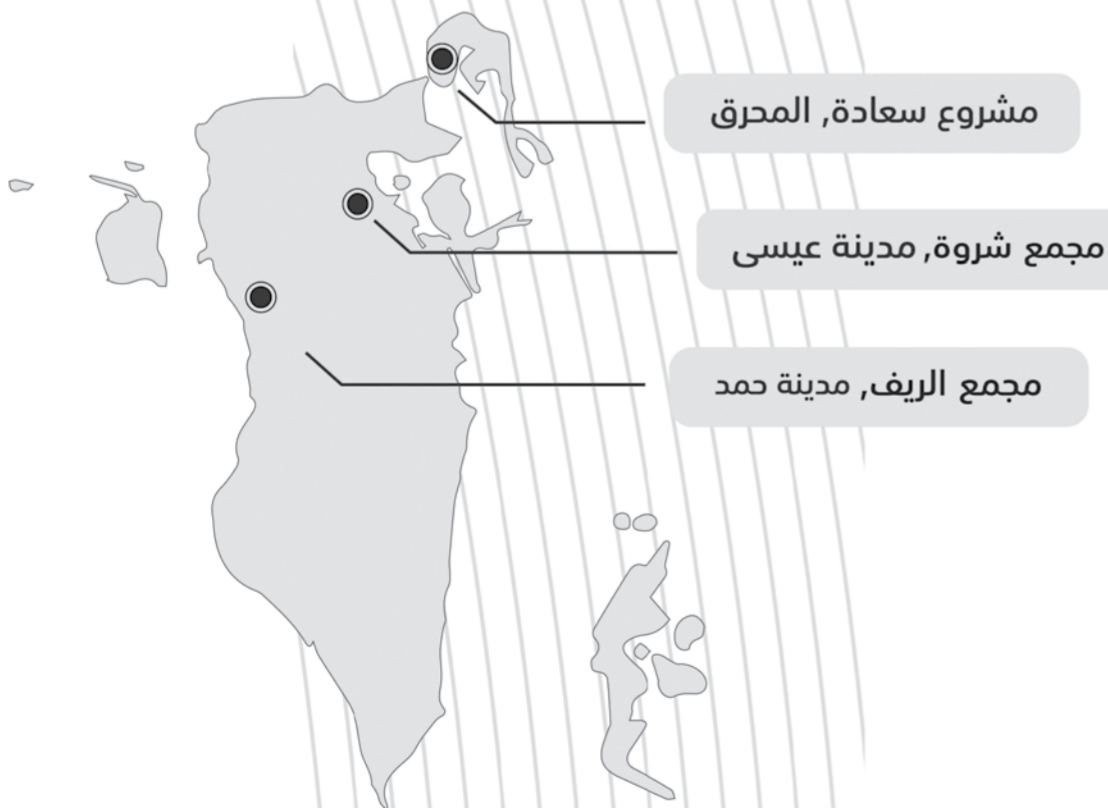 مشروع سعادة, المحرق
مجمع شروة, مدينة عيسى
مجمع الريف, مدينة حمد